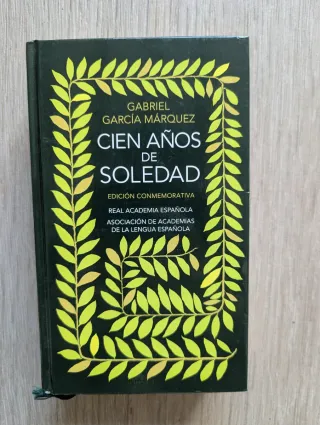 GABRIEL
GARCÍA MÁRQUEZ
CIEN AÑOS
DE
SOLEDAD
EDICIÓN CONMEMORATIVA
REAL ACADEMIA ESPAÑOLA
ASOCIACIÓN DE ACADEMIAS
DE LA LENGUA ESPAÑOLA